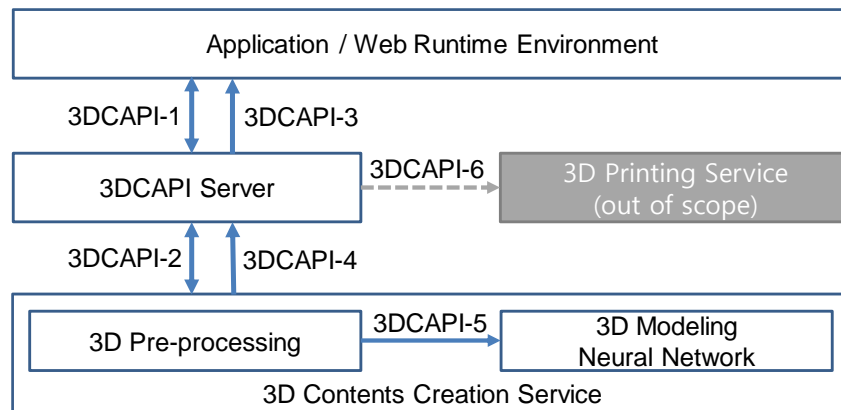 Application / Web Runtime Environment
3DCAPI-1
3DCAPI-3
3DCAPI Server
3DCAPI-6
3D Printing Service
(out of scope)
3DCAPI-2
3DCAPI-4
3D Pre-processing
3DCAPI-5
3D Modeling
Neural Network
3D Contents Creation Service